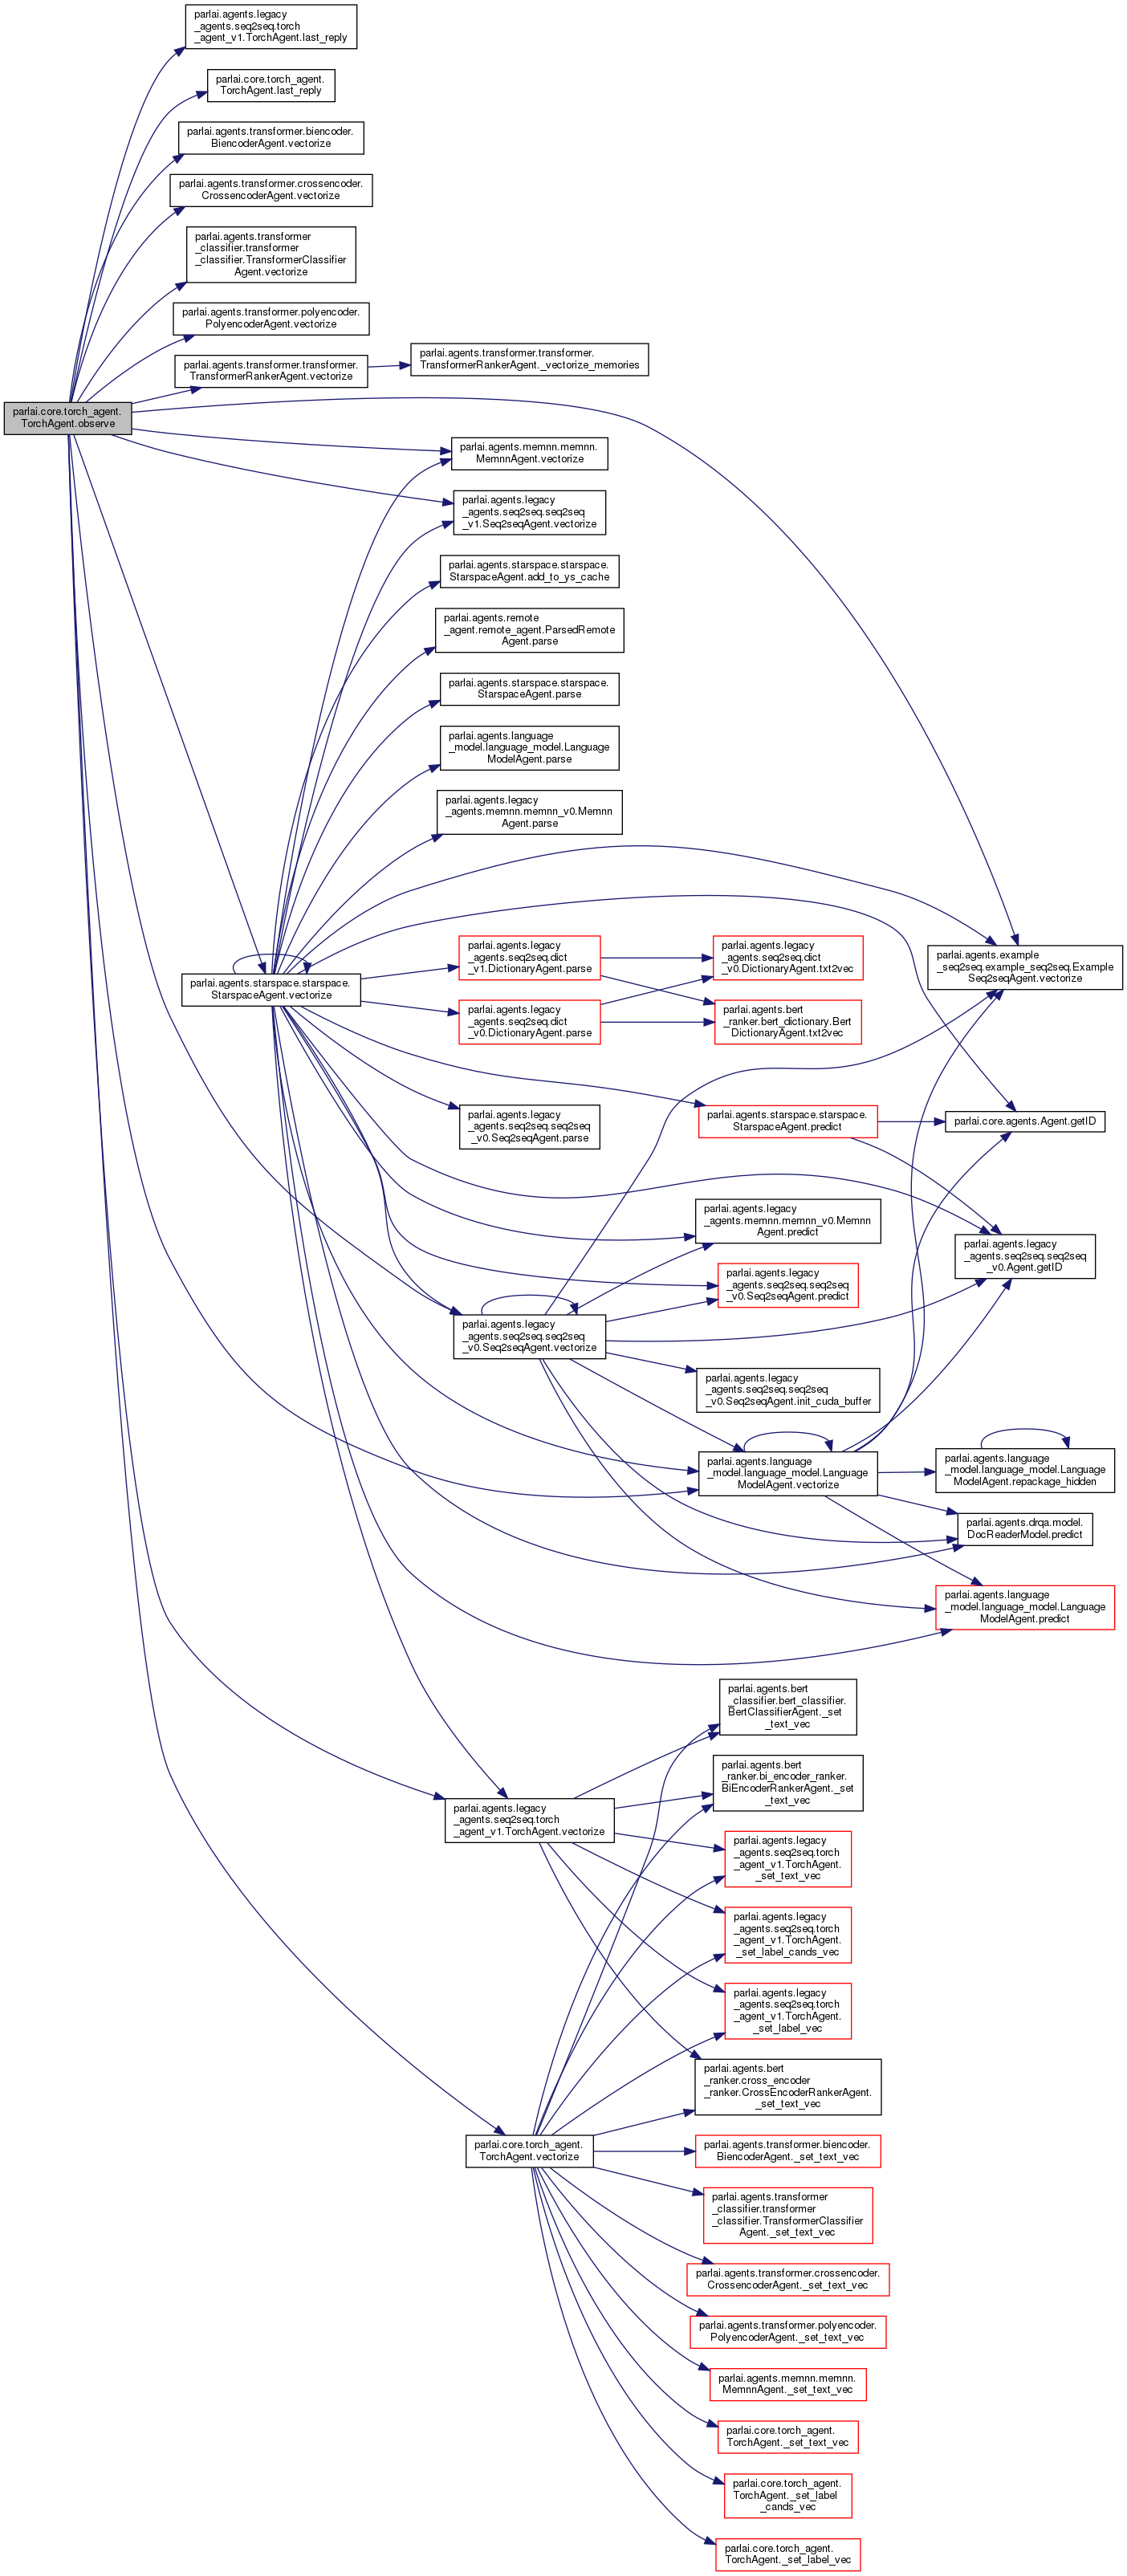 parlai.agents.legacy
_agents.seq2seq.torch
_agent_v1.TorchAgent.last_reply
parlai.core.torch_agent.
TorchAgent.last_reply
parlai.agents.transformer.biencoder.
BiencoderAgent.vectorize
parlai.agents.transformer.crossencoder.
CrossencoderAgent.vectorize
parlai.agents.transformer
_classifier.transformer
_classifier.TransformerClassifier
Agent.vectorize
parlai.agents.transformer.polyencoder.
PolyencoderAgent.vectorize
parlai.agents.transformer.transformer.
TransformerRankerAgent.vectorize
parlai.agents.transformer.transformer.
TransformerRankerAgent._vectorize_memories
parlai.core.torch_agent.
TorchAgent.observe
parlai.agents.memnn.memnn.
MemnnAgent.vectorize
parlai.agents.legacy
_agents.seq2seq.seq2seq
_v1.Seq2seqAgent.vectorize
parlai.agents.starspace.starspace.
StarspaceAgent.add_to_ys_cache
parlai.agents.remote
_agent.remote_agent.ParsedRemote
Agent.parse
parlai.agents.starspace.starspace.
StarspaceAgent.parse
parlai.agents.language
_model.language_model.Language
ModelAgent.parse
parlai.agents.legacy
_agents.memnn.memnn_v0.Memnn
Agent.parse
parlai.agents.legacy
_agents.seq2seq.dict
_v1.DictionaryAgent.parse
parlai.agents.legacy
_agents.seq2seq.dict
_v0.DictionaryAgent.txt2vec
parlai.agents.example
_seq2seq.example_seq2seq.Example
Seq2seqAgent.vectorize
parlai.agents.starspace.starspace.
StarspaceAgent.vectorize
parlai.agents.legacy
_agents.seq2seq.dict
_v0.DictionaryAgent.parse
parlai.agents.bert
_ranker.bert_dictionary.Bert
DictionaryAgent.txt2vec
parlai.agents.legacy
_agents.seq2seq.seq2seq
_v0.Seq2seqAgent.parse
parlai.agents.starspace.starspace.
StarspaceAgent.predict
parlai.core.agents.Agent.getID
parlai.agents.legacy
_agents.memnn.memnn_v0.Memnn
Agent.predict
parlai.agents.legacy
_agents.seq2seq.seq2seq
_v0.Agent.getID
parlai.agents.legacy
_agents.seq2seq.seq2seq
_v0.Seq2seqAgent.predict
parlai.agents.legacy
_agents.seq2seq.seq2seq
_v0.Seq2seqAgent.vectorize
parlai.agents.legacy
_agents.seq2seq.seq2seq
_v0.Seq2seqAgent.init_cuda_buffer
parlai.agents.language
_model.language_model.Language
ModelAgent.vectorize
parlai.agents.language
_model.language_model.Language
ModelAgent.repackage_hidden
parlai.agents.drqa.model.
DocReaderModel.predict
parlai.agents.language
_model.language_model.Language
ModelAgent.predict
parlai.agents.bert
_classifier.bert_classifier.
BertClassifierAgent._set
_text_vec
parlai.agents.bert
_ranker.bi_encoder_ranker.
BiEncoderRankerAgent._set
_text_vec
parlai.agents.legacy
_agents.seq2seq.torch
_agent_v1.TorchAgent.vectorize
parlai.agents.legacy
_agents.seq2seq.torch
_agent_v1.TorchAgent.
_set_text_vec
parlai.agents.legacy
_agents.seq2seq.torch
_agent_v1.TorchAgent.
_set_label_cands_vec
parlai.agents.legacy
_agents.seq2seq.torch
_agent_v1.TorchAgent.
_set_label_vec
parlai.agents.bert
_ranker.cross_encoder
_ranker.CrossEncoderRankerAgent.
_set_text_vec
parlai.core.torch_agent.
TorchAgent.vectorize
parlai.agents.transformer.biencoder.
BiencoderAgent._set_text_vec
parlai.agents.transformer
_classifier.transformer
_classifier.TransformerClassifier
Agent._set_text_vec
parlai.agents.transformer.crossencoder.
CrossencoderAgent._set_text_vec
parlai.agents.transformer.polyencoder.
PolyencoderAgent._set_text_vec
parlai.agents.memnn.memnn.
MemnnAgent._set_text_vec
parlai.core.torch_agent.
TorchAgent._set_text_vec
parlai.core.torch_agent.
TorchAgent._set_label
_cands_vec
parlai.core.torch_agent.
TorchAgent._set_label_vec